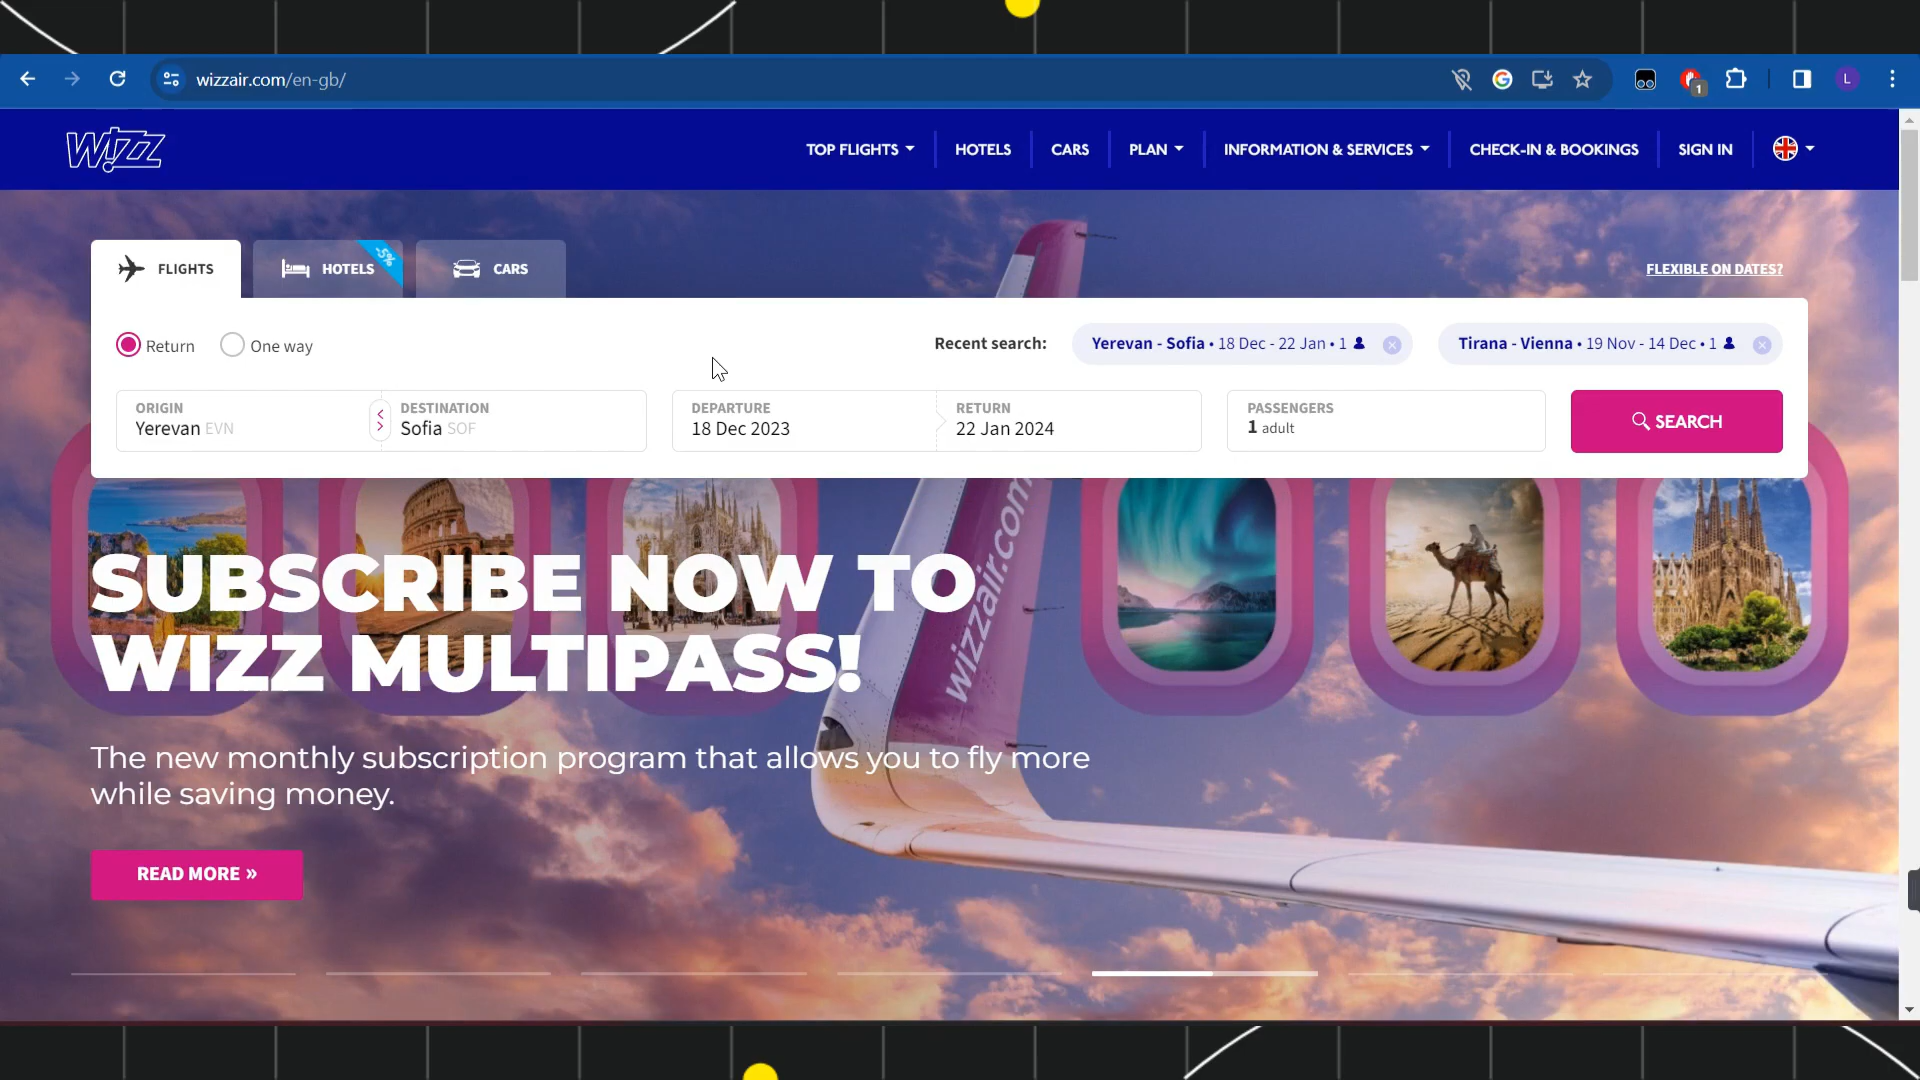 wizzair.com/en-gb/
1
L
WIZZ
TOP FLIGHTS
HOTELS
CARS
PLAN
INFORMATION & SERVICES
CHECK-IN & BOOKINGS
SIGN IN
FLIGHTS
HOTELS
-5%
CARS
FLEXIBLE ON DATES?
Return
One way
Recent search:
Yerevan - Sofia • 18 Dec - 22 Jan • 1
Tirana - Vienna • 19 Nov - 14 Dec • 1
ORIGIN
Yerevan EVN
DESTINATION
Sofia SOF
DEPARTURE
18 Dec 2023
RETURN
22 Jan 2024
PASSENGERS
1 adult
SEARCH
wizzair.com
SUBSCRIBE NOW TO
WIZZ MULTIPASS!
The new monthly subscription program that allows you to fly more
while saving money.
READ MORE »